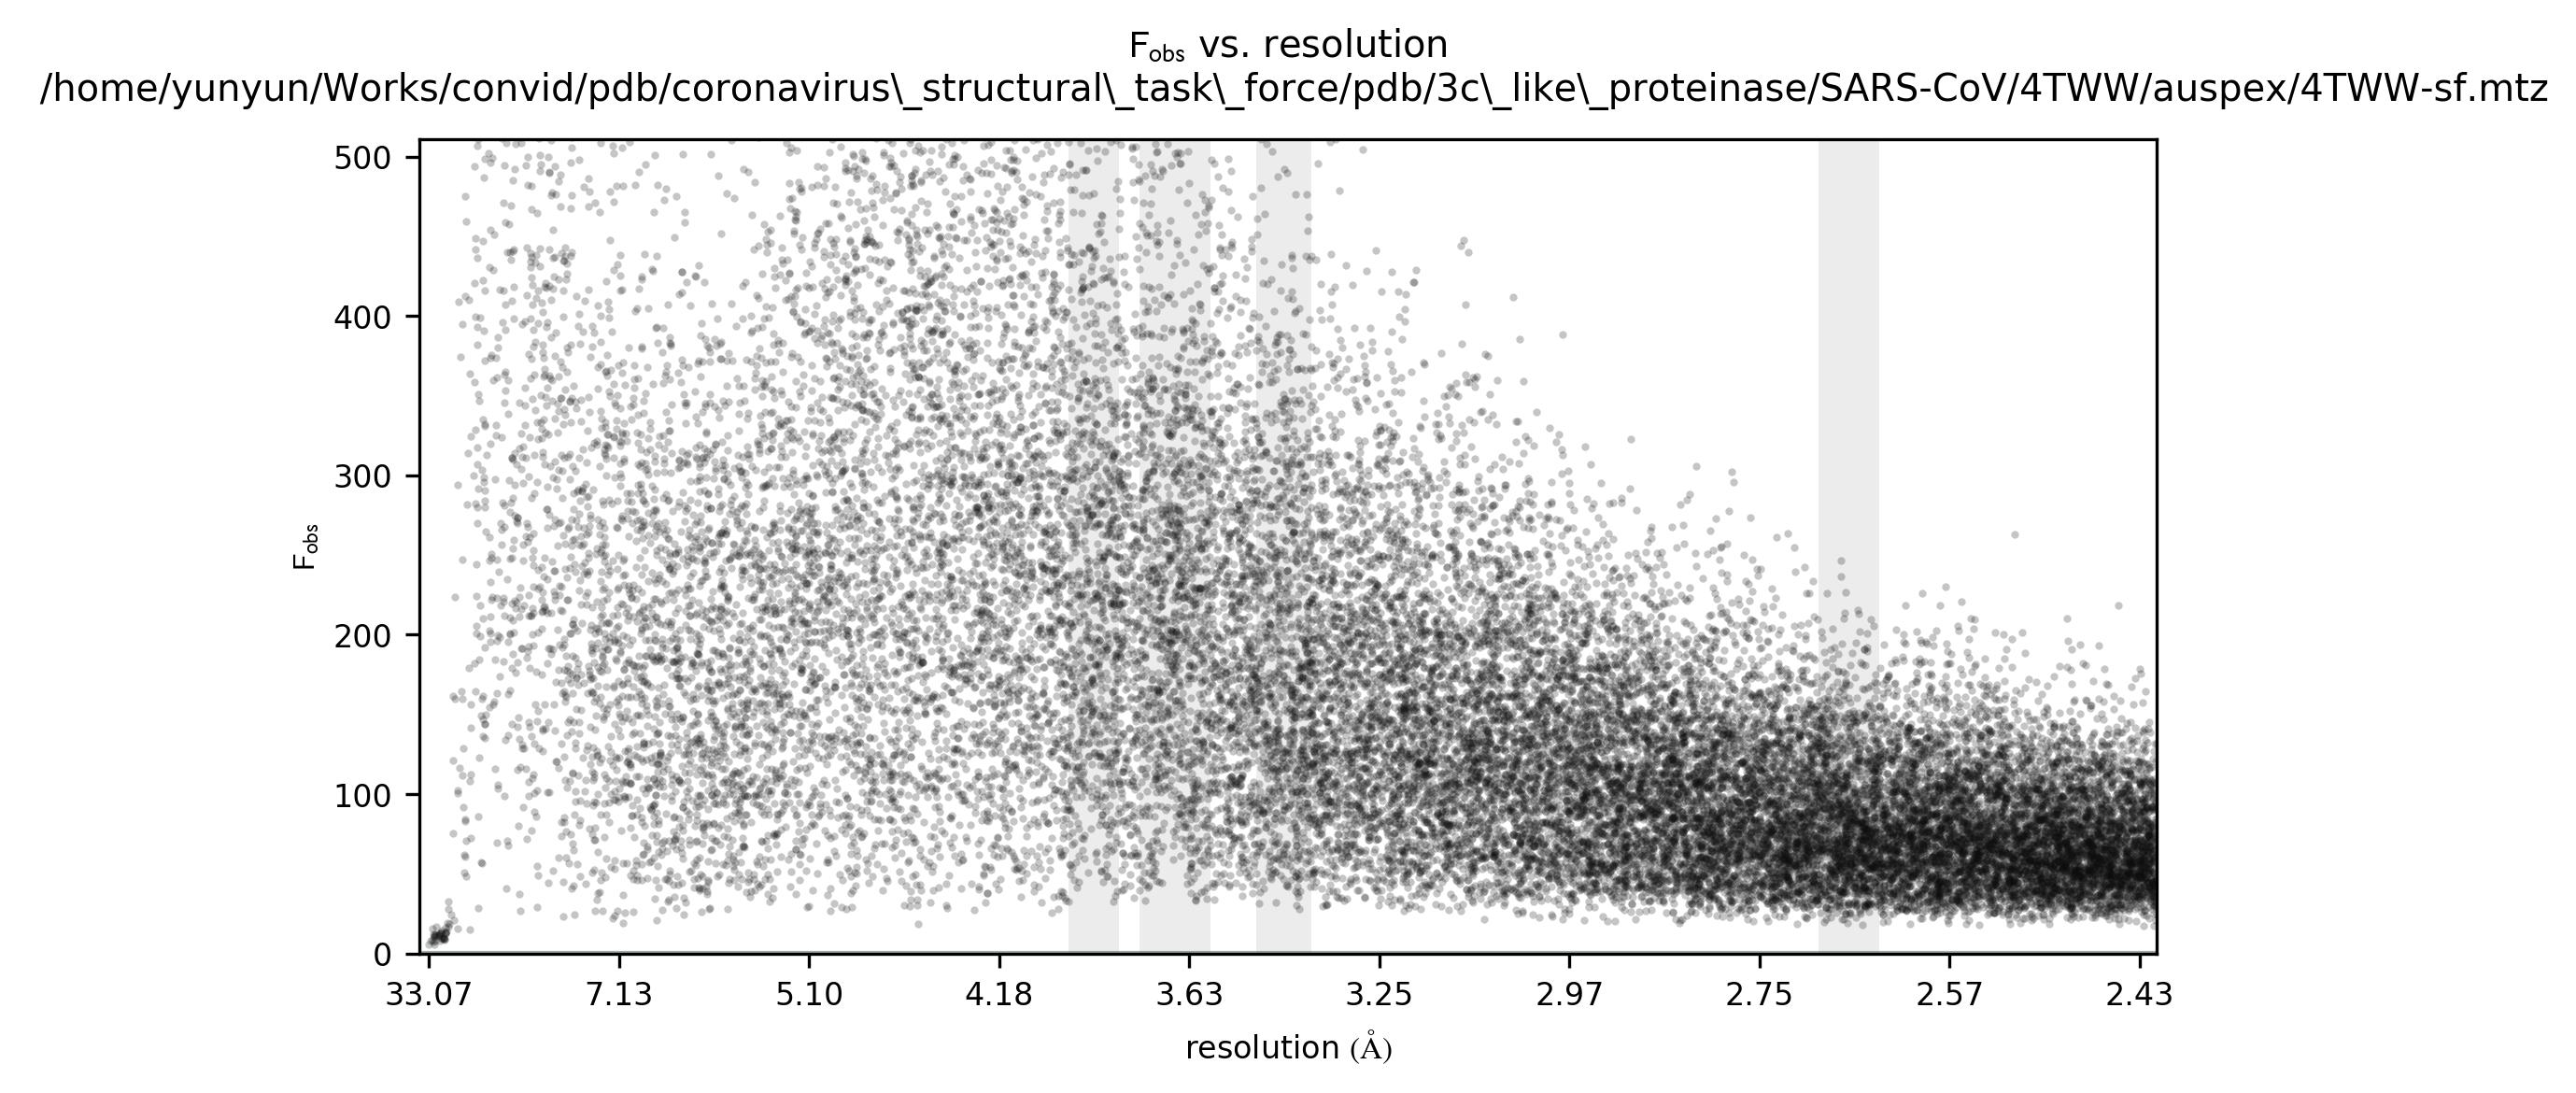 Fobs vs. resolution
/home/yunyun/Works/convid/pdb/coronavirus\_structural\_task\_force/pdb/3c\_like\_proteinase/SARS-CoV/4TWW/auspex/4TWW-sf.mtz
500
400
300
200
100
0
Fobs
33.07 7.13 5.10 4.18 3.63 3.25 2.97 2.75 2.57 2.43
resolution (Å)